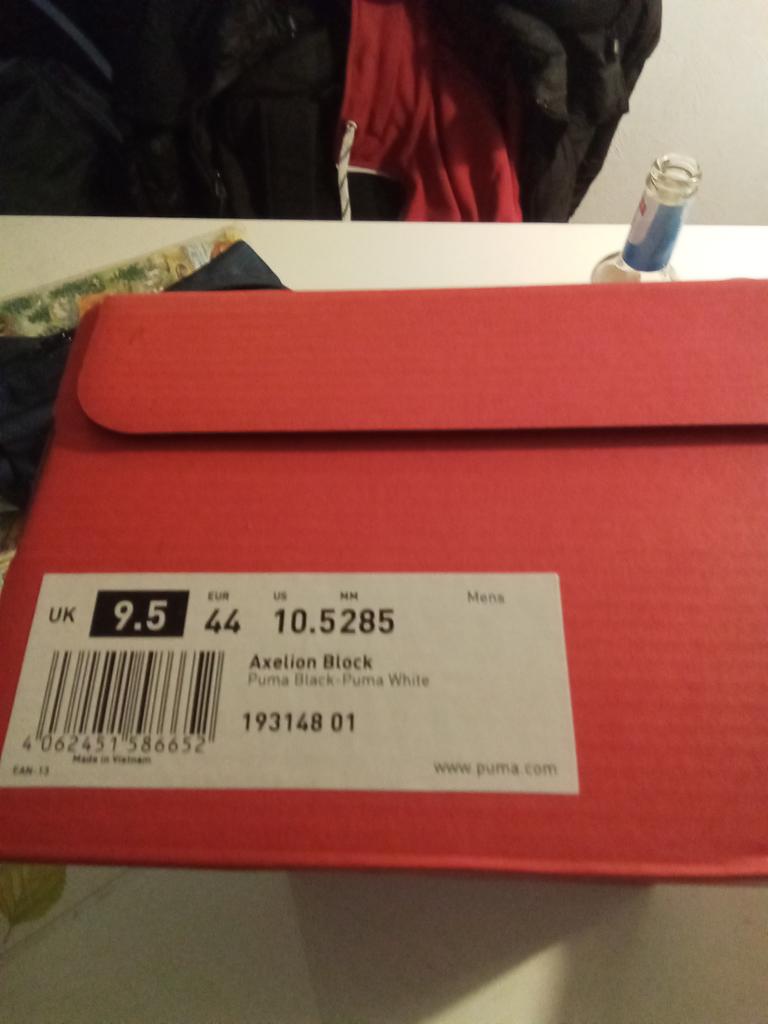 EUR US MM Mens
UK 9.5 44 10.5 285
Axelion Block
Puma Black-Puma White
193148 01
4 062451 586652
Made in Vietnam
EAN-13
www.puma.com